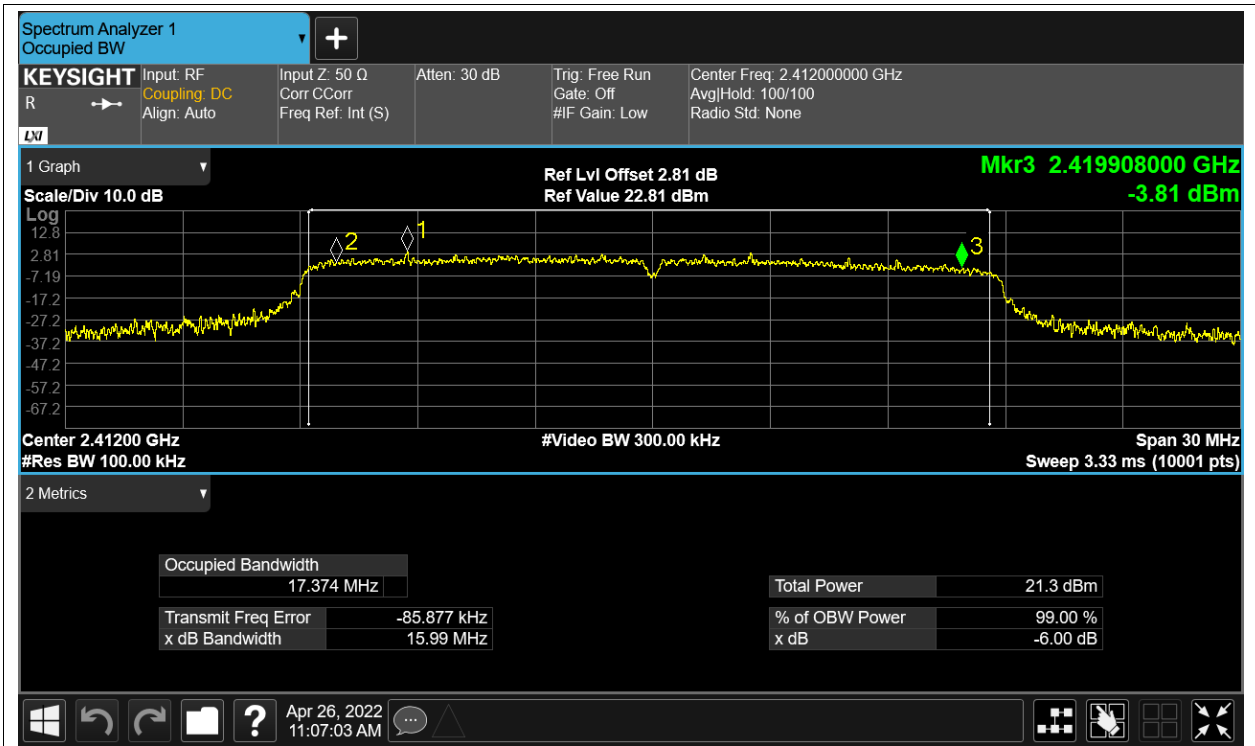 Spectrum Analyzer 1
Occupied BW
KEYSIGHT
R
LXI
Input: RF
Coupling: DC
Align: Auto
Input Z: 50 Ω
Corr CCorr
Freq Ref: Int (S)
Atten: 30 dB
Trig: Free Run
Gate: Off
#IF Gain: Low
Center Freq: 2.412000000 GHz
Avg|Hold: 100/100
Radio Std: None
1 Graph
Scale/Div 10.0 dB
Ref Lvl Offset 2.81 dB
Ref Value 22.81 dBm
Mkr3 2.419908000 GHz
-3.81 dBm
Log
12.8
2.81
-7.19
-17.2
-27.2
-37.2
-47.2
-57.2
-67.2
2
1
3
Center 2.41200 GHz
#Video BW 300.00 kHz
Span 30 MHz
#Res BW 100.00 kHz
Sweep 3.33 ms (10001 pts)
2 Metrics
Occupied Bandwidth
17.374 MHz
Transmit Freq Error -85.877 kHz
x dB Bandwidth 15.99 MHz
Total Power 21.3 dBm
% of OBW Power 99.00 %
x dB -6.00 dB
?
Apr 26, 2022
11:07:03 AM